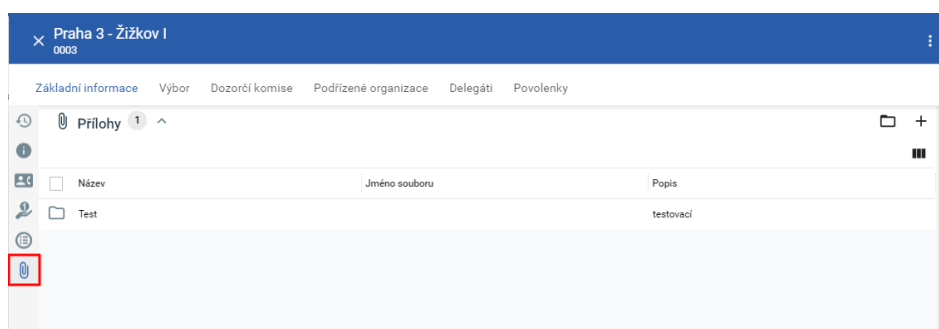 Praha 3 - Žižkov I
0003
Základní informace Výbor Dozorčí komise Podřízené organizace Delegáti Povolenky
Přílohy 1
Název Jméno souboru Popis
Test testovací